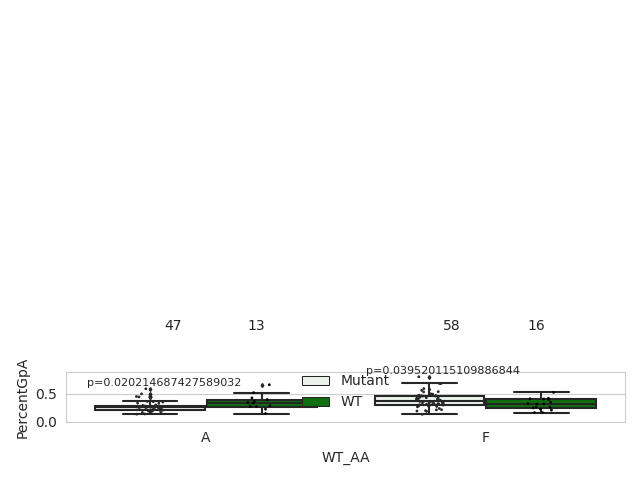 47 13 58 16
p=0.039520115109886844
p=0.020214687427589032
Mutant
WT
PercentGpA
0.5
0.0
A F
WT_AA